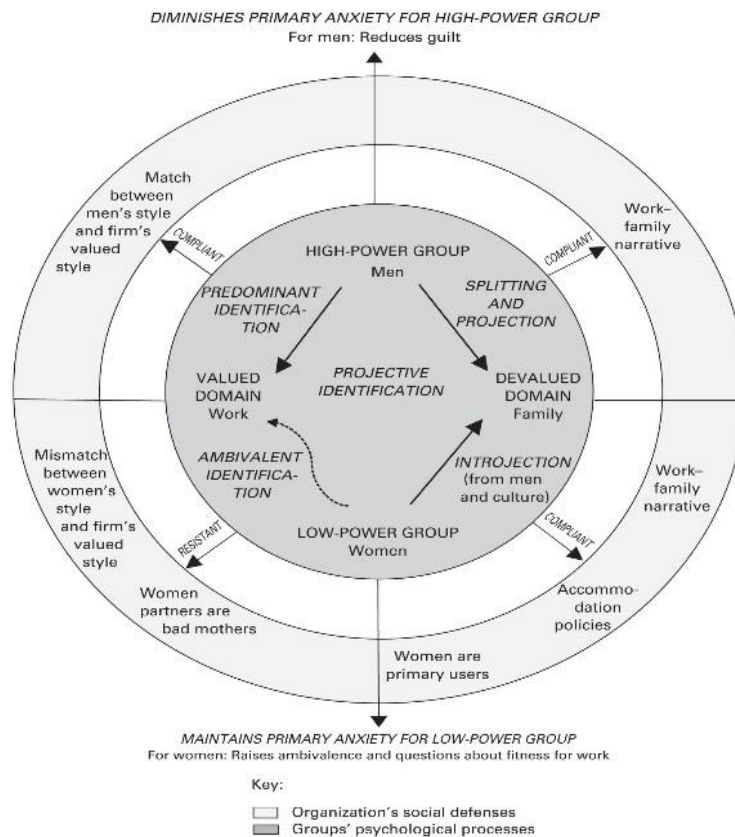 DIMINISHES PRIMARY ANXIETY FOR HIGH-POWER GROUP
For men: Reduces guilt
Match
between
men's style
and firm's
valued
style
COMPLIANT
HIGH-POWER GROUP
Men
COMPLIANT
Work–
family
narrative
PREDOMINANT
IDENTIFICA-
TION
SPLITTING
AND
PROJECTION
VALUED
DOMAIN
Work
PROJECTIVE
IDENTIFICATION
DEVALUED
DOMAIN
Family
Mismatch
between
women's
style
and firm's
valued
style
AMBIVALENT
IDENTIFICA-
TION
INTROJECTION
(from men
and culture)
Work–
family
narrative
RESISTANT
LOW-POWER GROUP
Women
COMPLIANT
Women
partners are
bad mothers
Accommo-
dation
policies
Women are
primary users
MAINTAINS PRIMARY ANXIETY FOR LOW-POWER GROUP
For women: Raises ambivalence and questions about fitness for work
Key:
Organization's social defenses
Groups' psychological processes